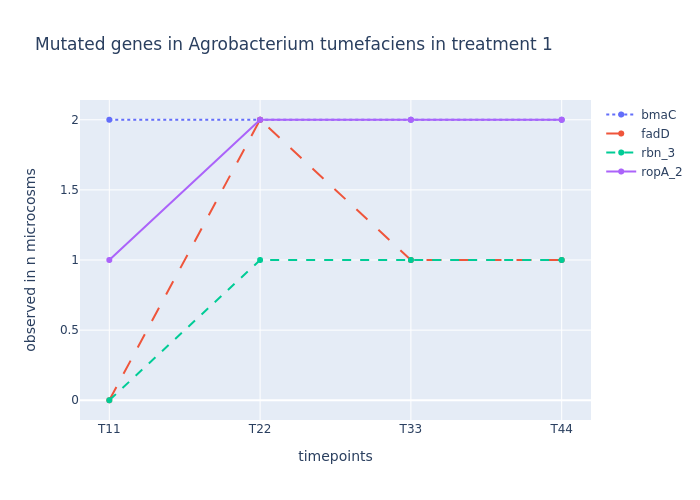 Mutated genes in Agrobacterium tumefaciens in treatment 1
bmaC
fadD
rbn_3
ropA_2
2
1.5
1
0.5
0
observed in n microcosms
T11
T22
T33
T44
timepoints